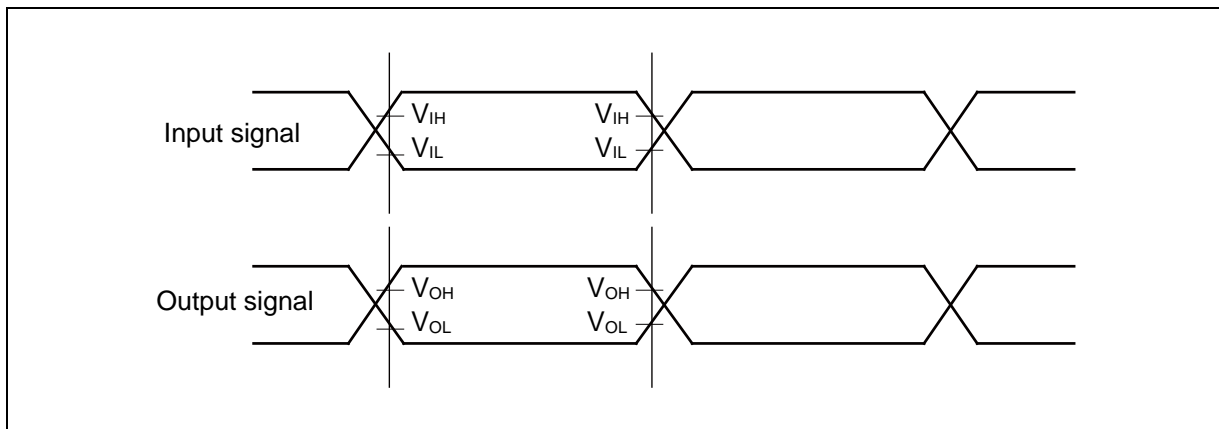 Input signal
VIH
VIH
VIL
VIL
Output signal
VOH
VOH
VOL
VOL